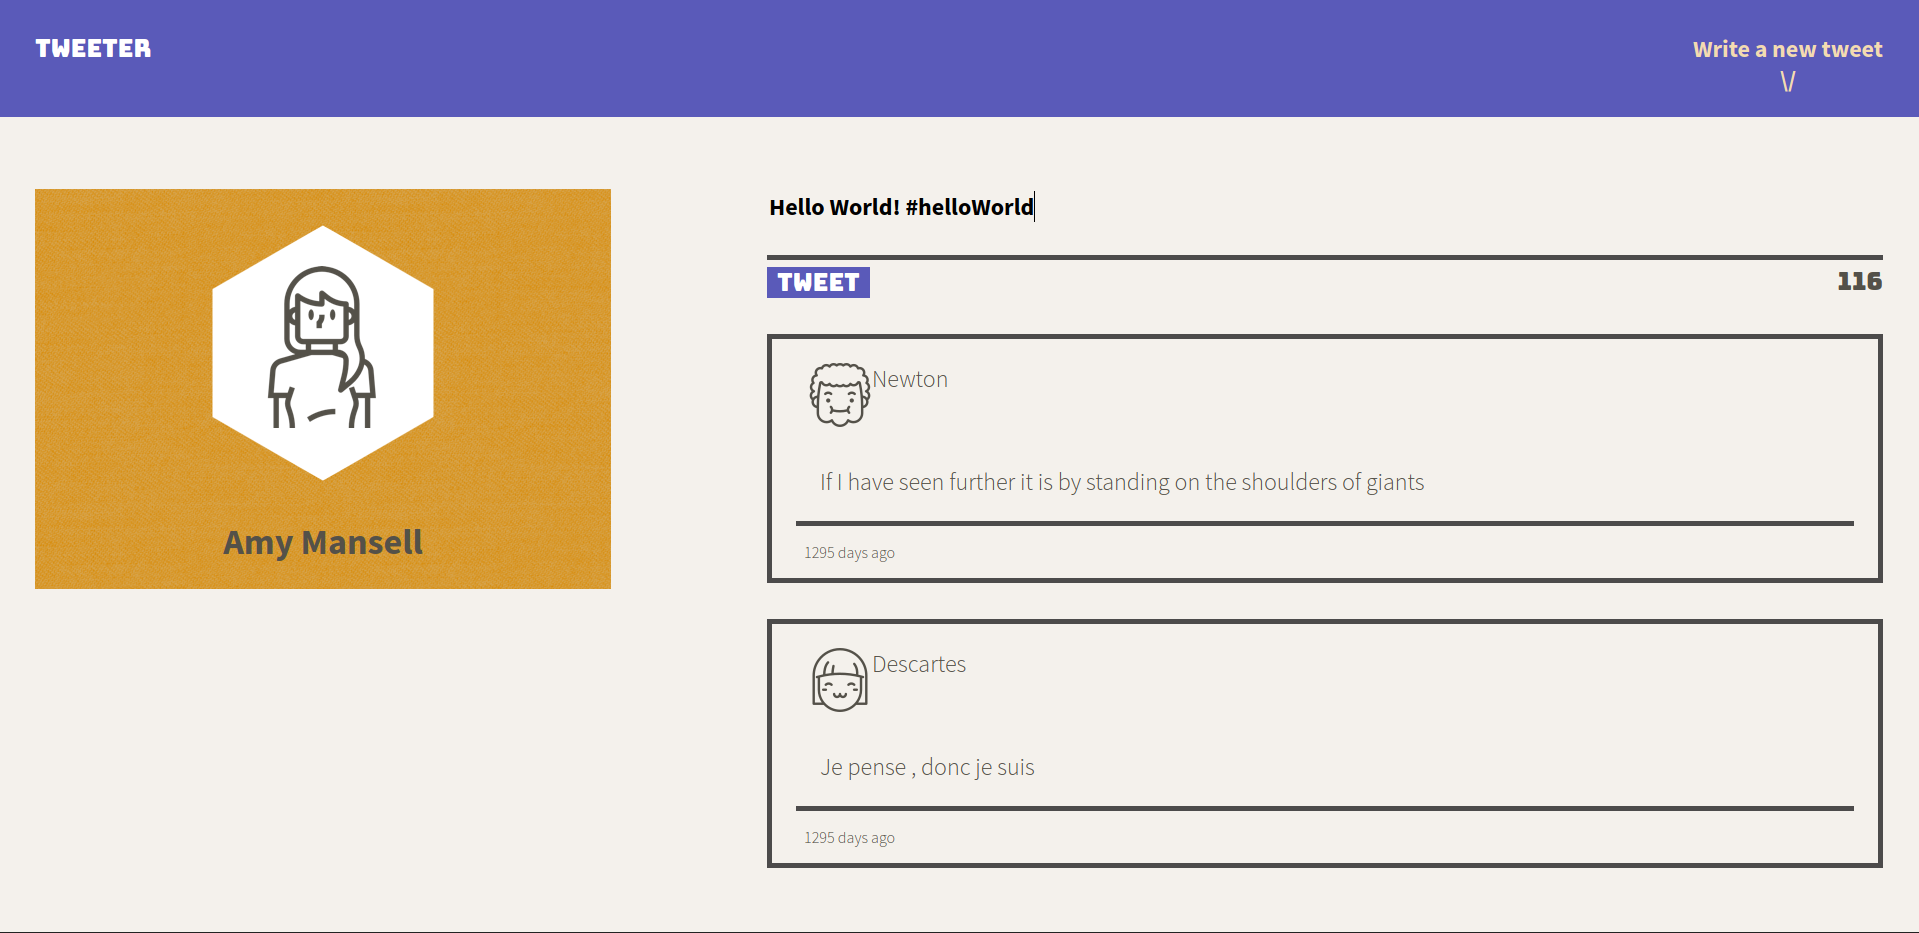 TWEETER
Write a new tweet
\/
Amy Mansell
Hello World! #helloWorld
TWEET
116
Newton
If I have seen further it is by standing on the shoulders of giants
1295 days ago
Descartes
Je pense , donc je suis
1295 days ago